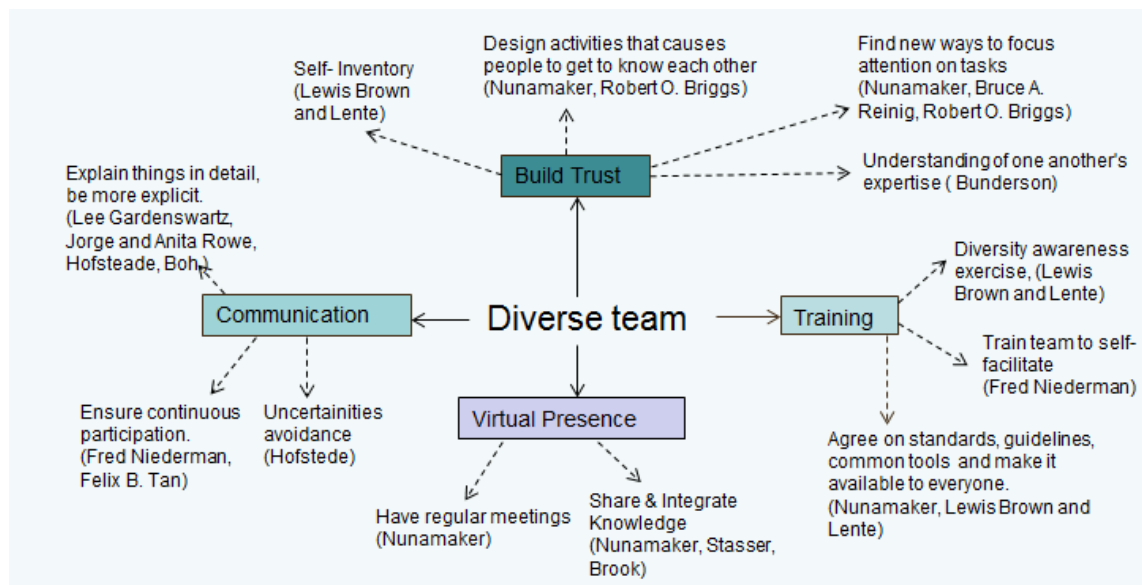 Design activities that causes
people to get to know each other
(Nunamaker, Robert O. Briggs)
Find new ways to focus
attention on tasks
(Nunamaker, Bruce A.
Reinig, Robert O. Briggs)
Self- Inventory
(Lewis Brown
and Lente)
Build Trust
Understanding of one another's
expertise ( Bunderson)
Explain things in detail,
be more explicit.
(Lee Gardenswartz,
Jorge and Anita Rowe,
Hofsteade, Boh,)
Diversity awareness
exercise, (Lewis
Brown and Lente)
Communication
Diverse team
Training
Train team to self-
facilitate
(Fred Niederman)
Ensure continuous
participation.
(Fred Niederman,
Felix B. Tan)
Uncertainities
avoidance
(Hofstede)
Virtual Presence
Agree on standards, guidelines,
common tools and make it
available to everyone.
(Nunamaker, Lewis Brown and
Lente)
Have regular meetings
(Nunamaker)
Share & Integrate
Knowledge
(Nunamaker, Stasser,
Brook)